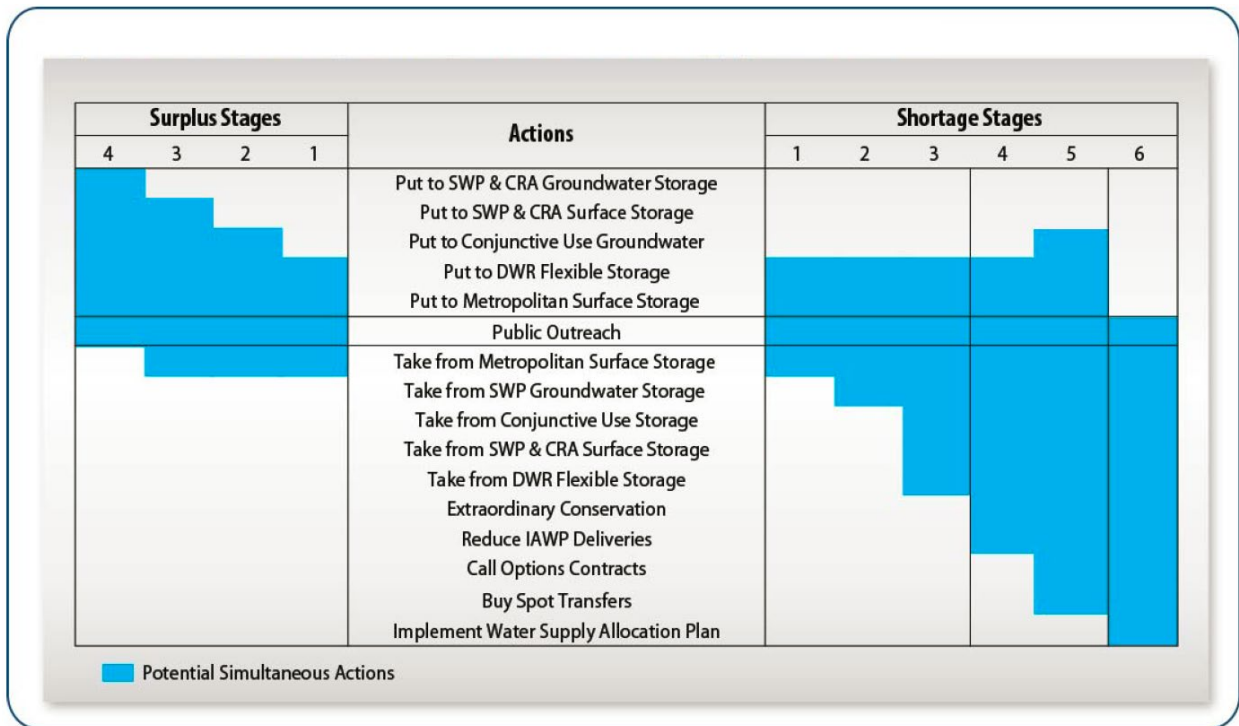 Surplus Stages
Actions
Shortage Stages
4 3 2 1
1 2 3 4 5 6
Put to SWP & CRA Groundwater Storage
Put to SWP & CRA Surface Storage
Put to Conjunctive Use Groundwater
Put to DWR Flexible Storage
Put to Metropolitan Surface Storage
Public Outreach
Take from Metropolitan Surface Storage
Take from SWP Groundwater Storage
Take from Conjunctive Use Storage
Take from SWP & CRA Surface Storage
Take from DWR Flexible Storage
Extraordinary Conservation
Reduce IAWP Deliveries
Call Options Contracts
Buy Spot Transfers
Implement Water Supply Allocation Plan
Potential Simultaneous Actions